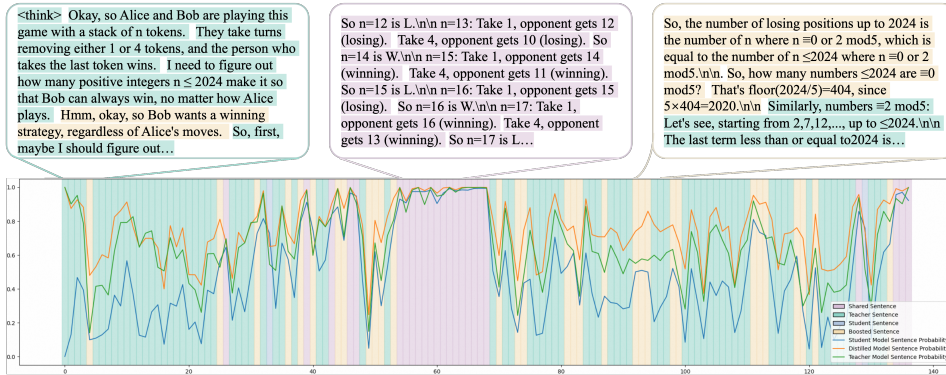 <think> Okay, so Alice and Bob are playing this
game with a stack of n tokens. They take turns
removing either 1 or 4 tokens, and the person who
takes the last token wins. I need to figure out
how many positive integers n ≤ 2024 make it so
that Bob can always win, no matter how Alice
plays. Hmm, okay, so Bob wants a winning
strategy, regardless of Alice's moves. So, first,
maybe I should figure out…
So n=12 is L.\n\n n=13: Take 1, opponent gets 12
(losing). Take 4, opponent gets 10 (losing). So
n=14 is W.\n\n n=15: Take 1, opponent gets 14
(winning). Take 4, opponent gets 11 (winning).
So n=15 is L.\n\n n=16: Take 1, opponent gets 15
(losing). So n=16 is W.\n\n n=17: Take 1,
opponent gets 16 (winning). Take 4, opponent
gets 13 (winning). So n=17 is L…
So, the number of losing positions up to 2024 is
the number of n where n ≡0 or 2 mod5, which is
equal to the number of n ≤2024 where n ≡0 or 2
mod5.\n\n. So, how many numbers ≤2024 are ≡0
mod5? That's floor(2024/5)=404, since
5×404=2020.\n\n Similarly, numbers ≡2 mod5:
Let's see, starting from 2,7,12,..., up to ≤2024.\n\n
The last term less than or equal to2024 is…
1.0
0.8
0.6
0.4
0.2
0.0
Shared Sentence
Teacher Sentence
Student Sentence
Boosted Sentence
Student Model Sentence Probability
Distilled Model Sentence Probability
Teacher Model Sentence Probability
0 20 40 60 80 100 120 140